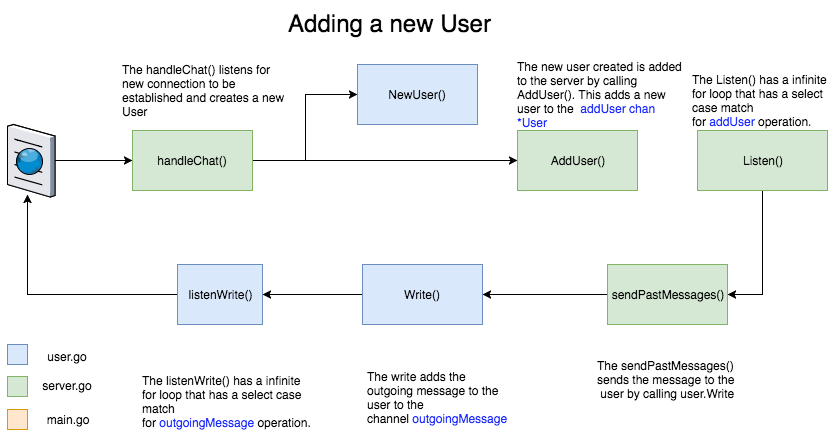 Adding a new User
The handleChat() listens for
new connection to be
established and creates a new
User
NewUser()
The new user created is added
to the server by calling
AddUser(). This adds a new
user to the addUser chan
*User
The Listen() has a infinite
for loop that has a select
case match
for addUser operation.
handleChat()
AddUser()
Listen()
listenWrite()
Write()
sendPastMessages()
user.go
server.go
main.go
The listenWrite() has a infinite
for loop that has a select case
match
for outgoingMessage operation.
The write adds the
outgoing message to the
user to the
channel outgoingMessage
The sendPastMessages()
sends the message to the
user by calling user.Write